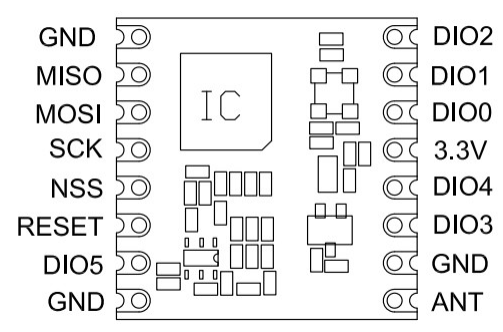 GND DIO2
MISO DIO1
MOSI DIO0
IC
SCK 3.3V
NSS DIO4
RESET DIO3
DIO5 GND
GND ANT